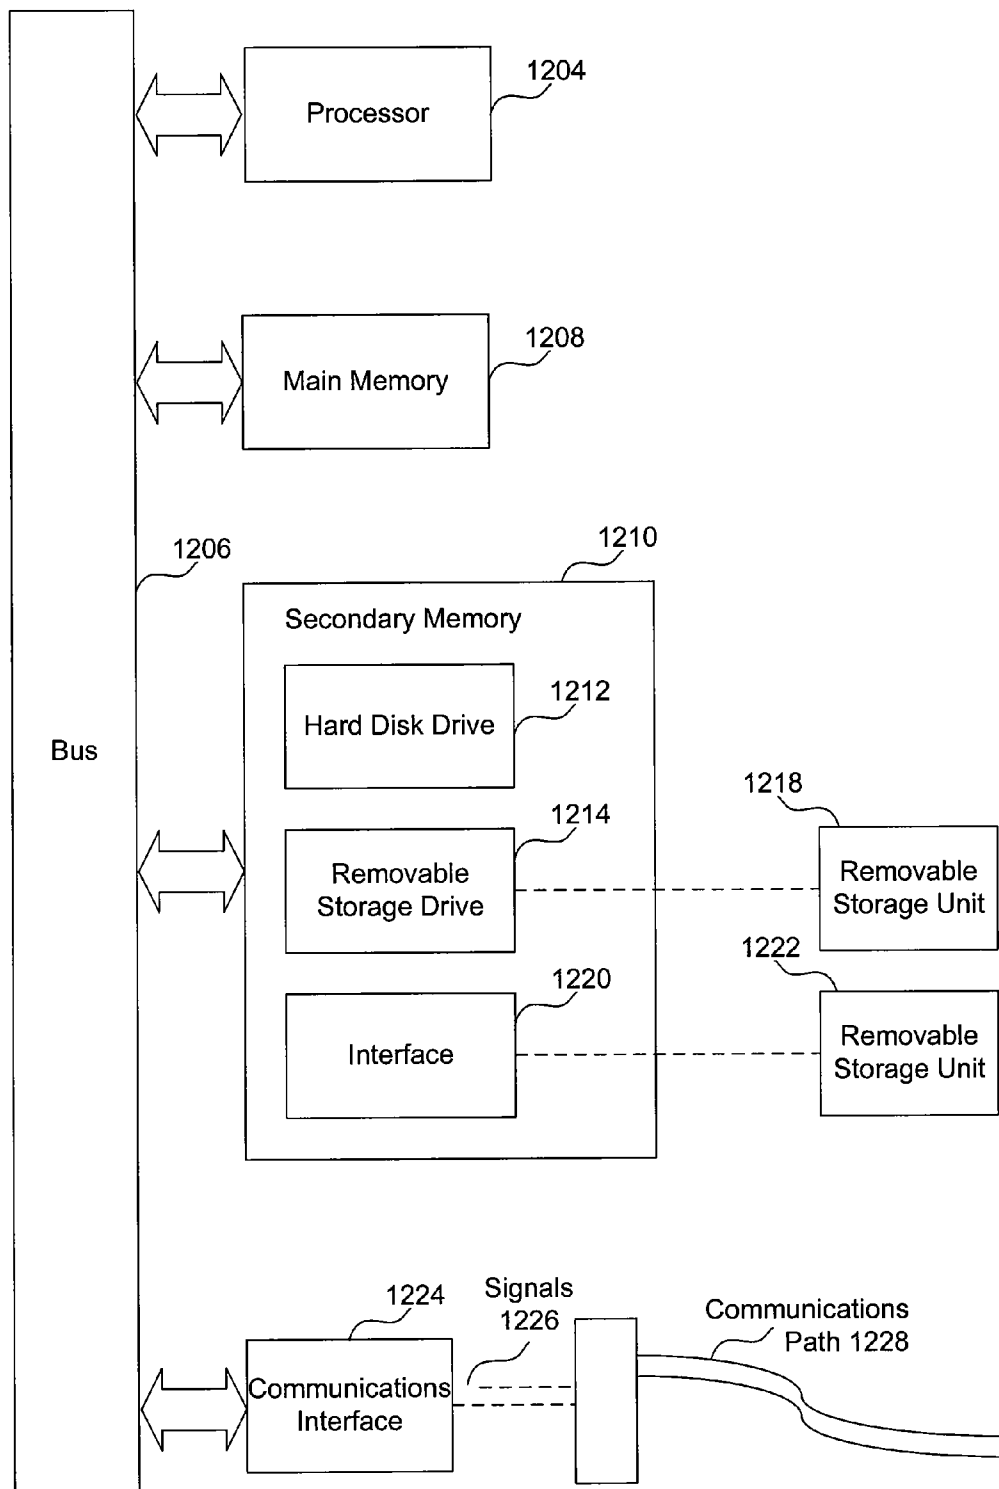 1204
Processor
1208
Main Memory
1206
1210
Secondary Memory
1212
Hard Disk Drive
Bus
1218
1214
Removable
Storage Drive
Removable
Storage Unit
1222
1220
Interface
Removable
Storage Unit
1224
Signals
1226
Communications
Path 1228
Communications
Interface